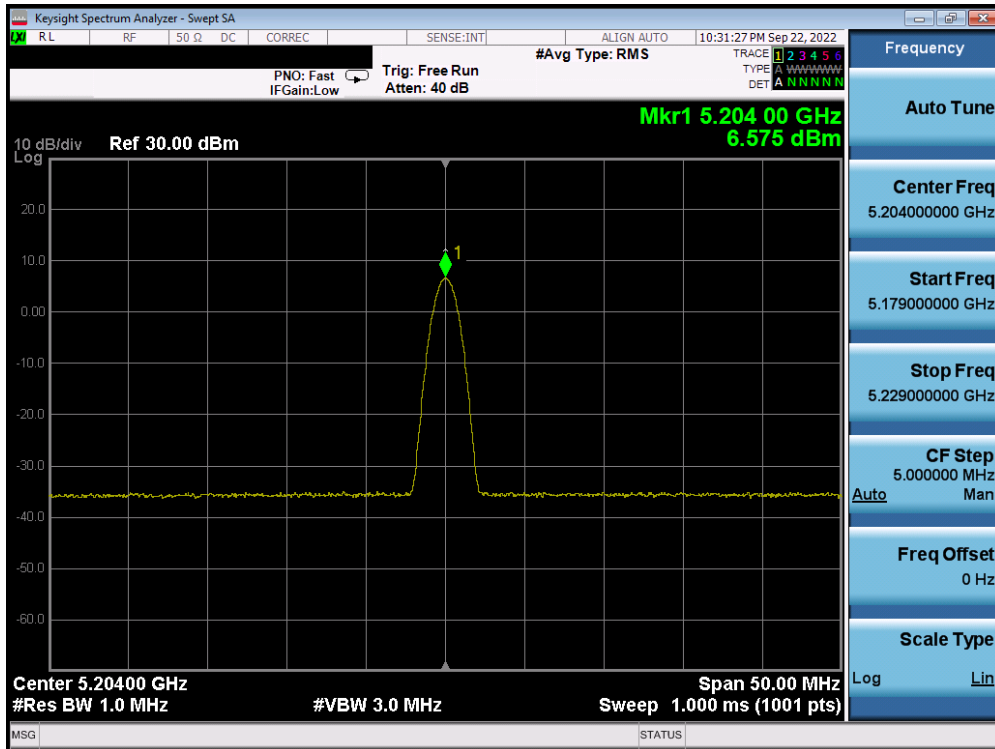 Keysight Spectrum Analyzer - Swept SA
LXI RL RF 50 Ω DC CORREC SENSE:INT ALIGN AUTO 10:31:27 PM Sep 22, 2022
#Avg Type: RMS
TRACE 1 2 3 4 5 6
TYPE A WWWWW
DET A N N N N N
PNO: Fast
IFGain:Low
Trig: Free Run
Atten: 40 dB
Mkr1 5.204 00 GHz
6.575 dBm
10 dB/div Ref 30.00 dBm
Log
20.0
10.0
0.00
-10.0
-20.0
-30.0
-40.0
-50.0
-60.0
1
Center 5.20400 GHz
Span 50.00 MHz
#Res BW 1.0 MHz
#VBW 3.0 MHz
Sweep 1.000 ms (1001 pts)
MSG
STATUS
Frequency
Auto Tune
Center Freq
5.204000000 GHz
Start Freq
5.179000000 GHz
Stop Freq
5.229000000 GHz
CF Step
5.000000 MHz
Auto Man
Freq Offset
0 Hz
Scale Type
Log Lin